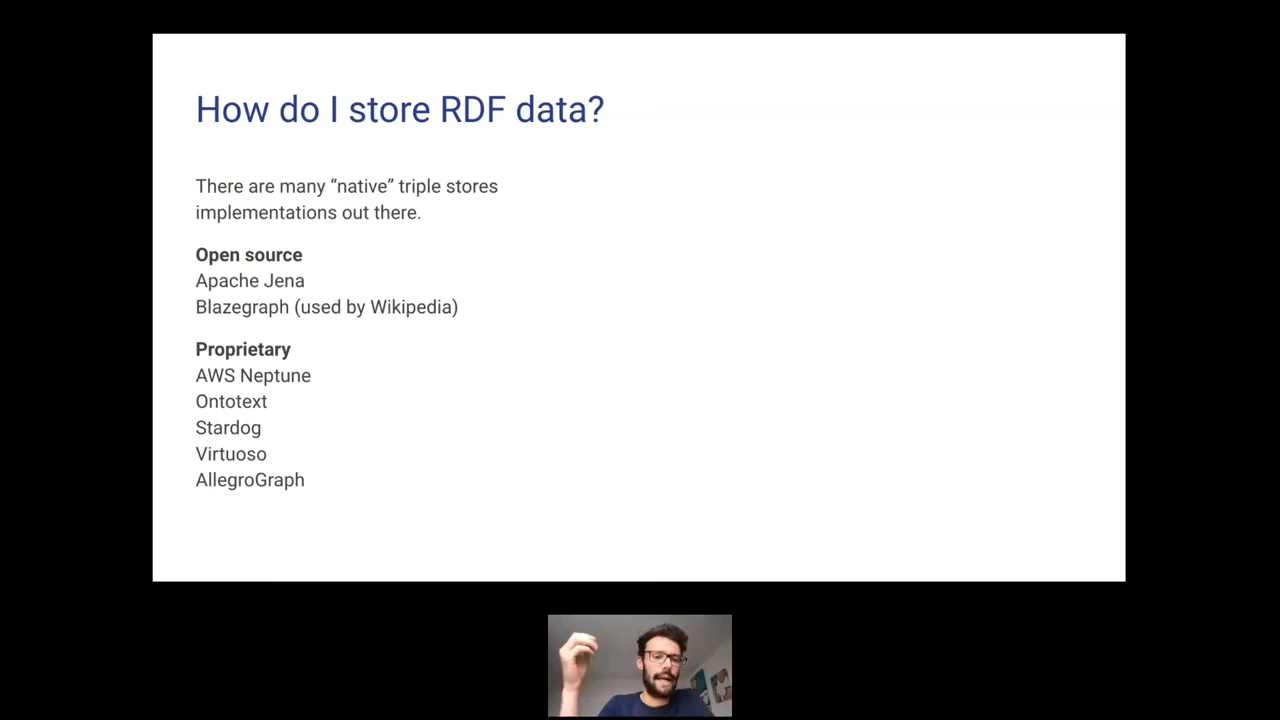 How do I store RDF data?
There are many “native” triple stores
implementations out there.
Open source
Apache Jena
Blazegraph (used by Wikipedia)
Proprietary
AWS Neptune
Ontotext
Stardog
Virtuoso
AllegroGraph